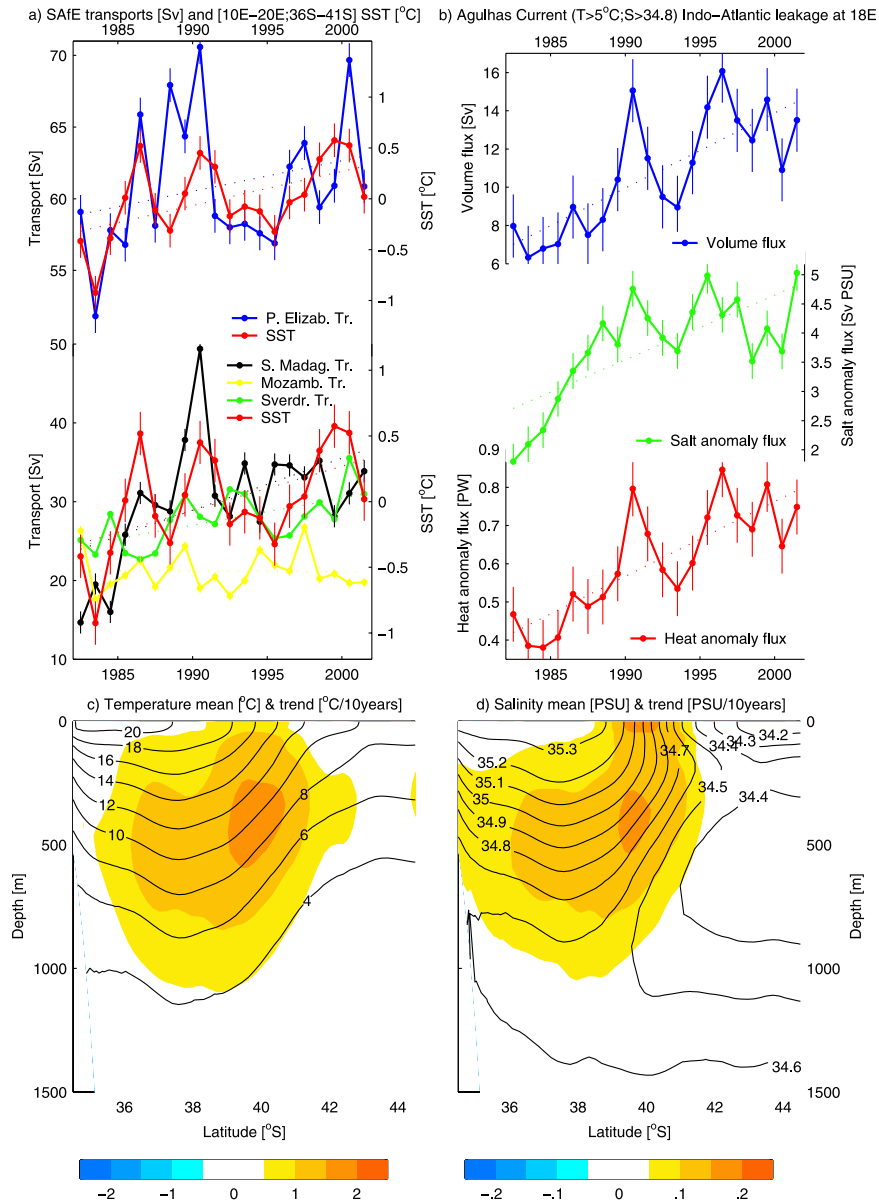 a) SAfE transports [Sv] and [10E−20E;36S−41S] SST [°C]
1985 1990 1995 2000
70
65
60
57
50
40
30
20
10
Transport [Sv]
Transport [Sv]
1
0.5
0
−0.5
−1
SST [°C]
1
0.5
0
−0.5
−1
SST [°C]
P. Elizab. Tr.
SST
S. Madag. Tr.
Mozamb. Tr.
Sverdr. Tr.
SST
1985 1990 1995 2000
b) Agulhas Current (T>5°C;S>34.8) Indo−Atlantic leakage at 18E
1985 1990 1995 2000
16
14
12
10
8
6
Volume flux [Sv]
Volume flux
5
4.5
4
3.5
3
2.5
2
Salt anomaly flux [Sv PSU]
Salt anomaly flux
0.9
0.8
0.7
0.6
0.5
0.4
Heat anomaly flux [PW]
Heat anomaly flux
1985 1990 1995 2000
c) Temperature mean [°C] & trend [°C/10years]
0
500
1000
1500
Depth [m]
20
18
16
14
12
10
8
6
4
36 38 40 42 44
Latitude [°S]
−2 −1 0 1 2
d) Salinity mean [PSU] & trend [PSU/10years]
0
500
1000
1500
Depth [m]
35.3
35.2
35.1
35
34.9
34.8
34.7
34.4
34.3
34.2
34.5
34.4
34.6
36 38 40 42 44
Latitude [°S]
−.2 −.1 0 .1 .2